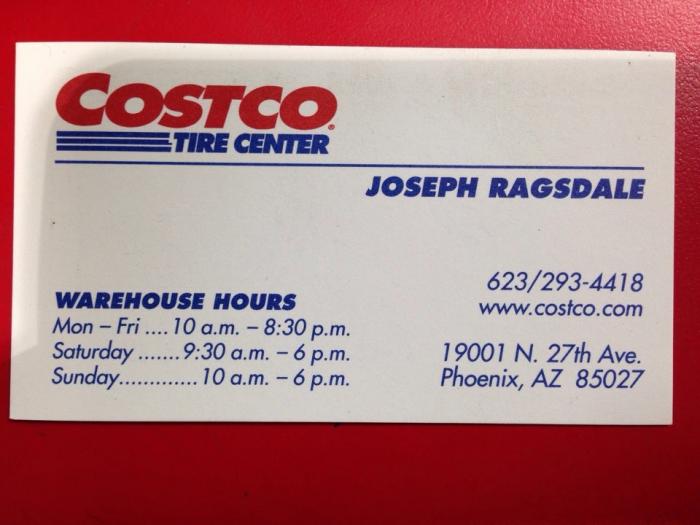 COSTCO
TIRE CENTER
JOSEPH RAGSDALE
623/293-4418
www.costco.com
WAREHOUSE HOURS
Mon – Fri .... 10 a.m. – 8:30 p.m.
Saturday ....... 9:30 a.m. – 6 p.m.
Sunday............. 10 a.m. – 6 p.m.
19001 N. 27th Ave.
Phoenix, AZ 85027